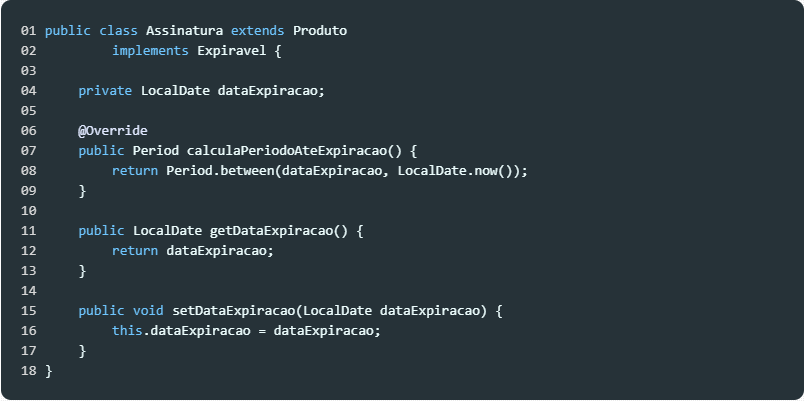 01 public class Assinatura extends Produto
02         implements Expiravel {
03
04     private LocalDate dataExpiracao;
05
06     @Override
07     public Period calculaPeriodoAteExpiracao() {
08         return Period.between(dataExpiracao, LocalDate.now());
09     }
10
11     public LocalDate getDataExpiracao() {
12         return dataExpiracao;
13     }
14
15     public void setDataExpiracao(LocalDate dataExpiracao) {
16         this.dataExpiracao = dataExpiracao;
17     }
18 }